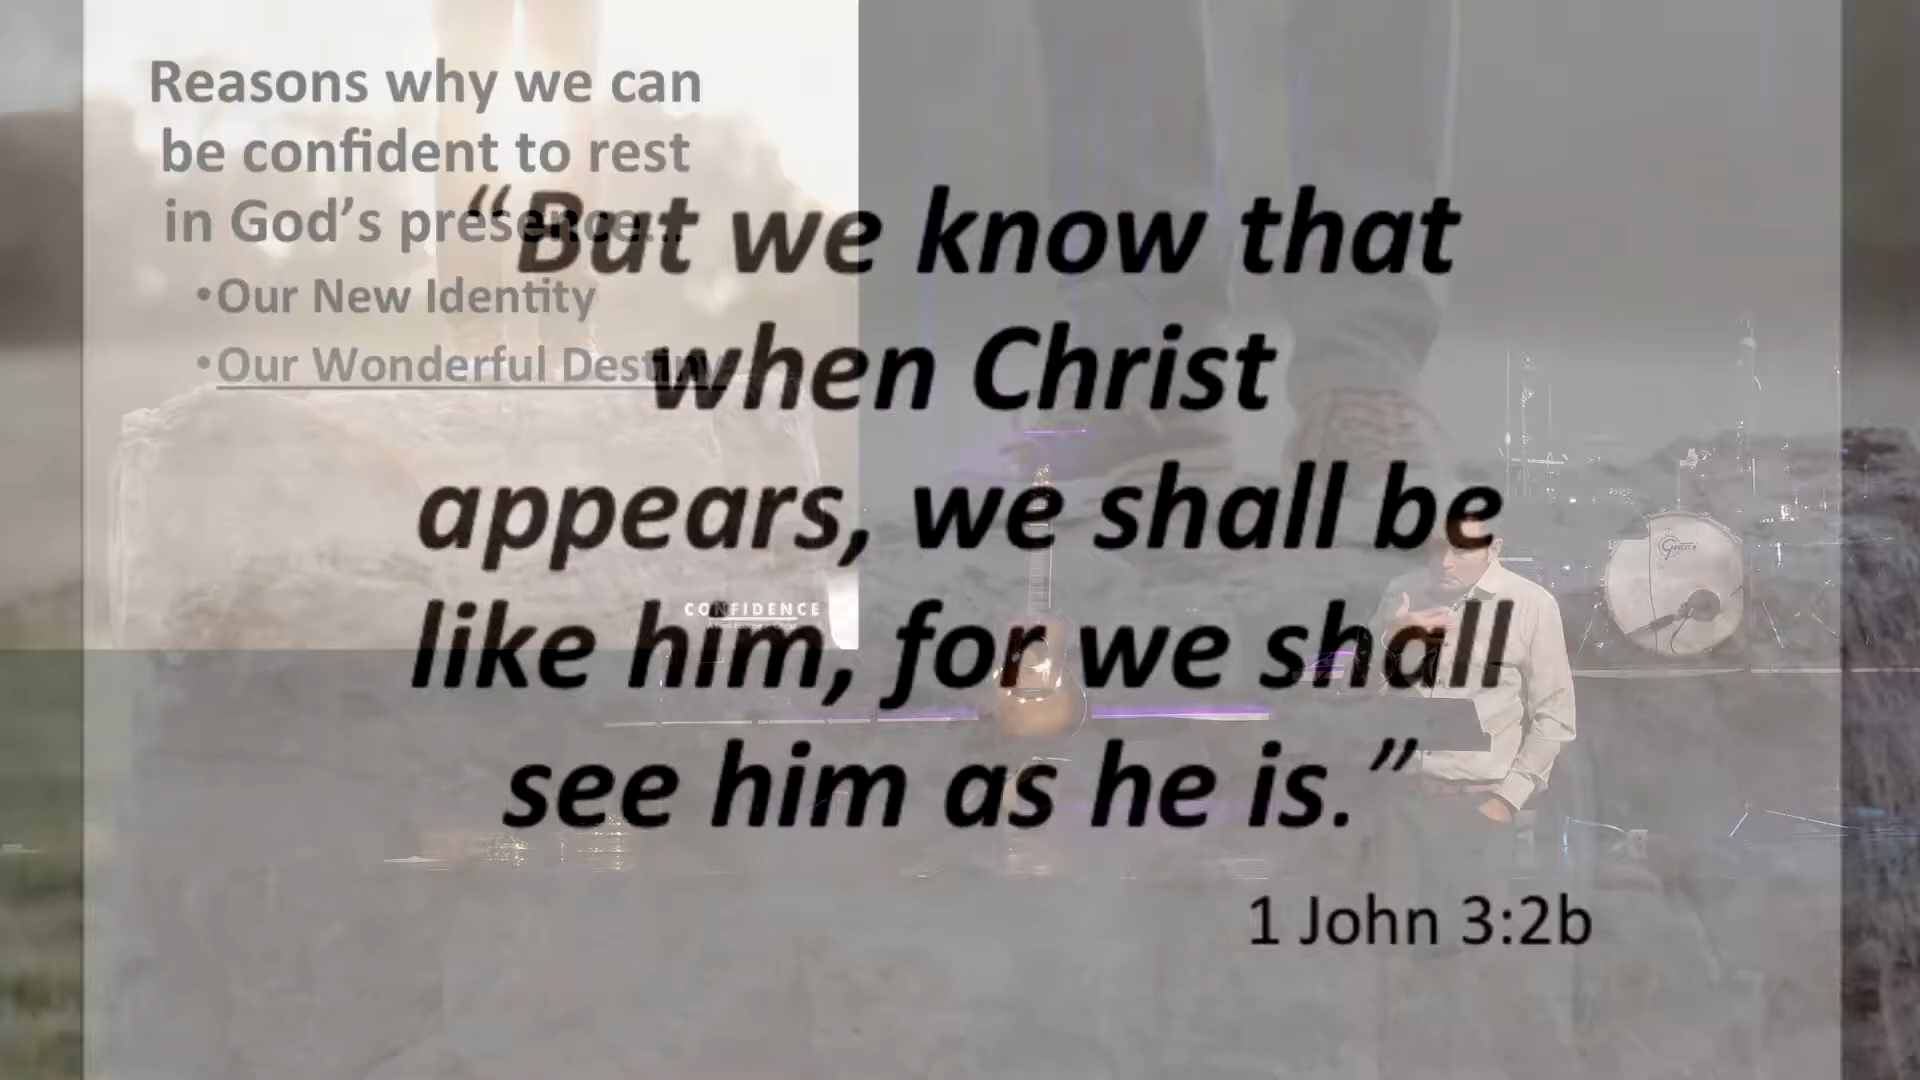 Reasons why we can
be confident to rest
in God's presence...
•Our New Identity
•Our Wonderful Destiny
CONFIDENCE
“But we know that
when Christ
appears, we shall be
like him, for we shall
see him as he is.”
1 John 3:2b